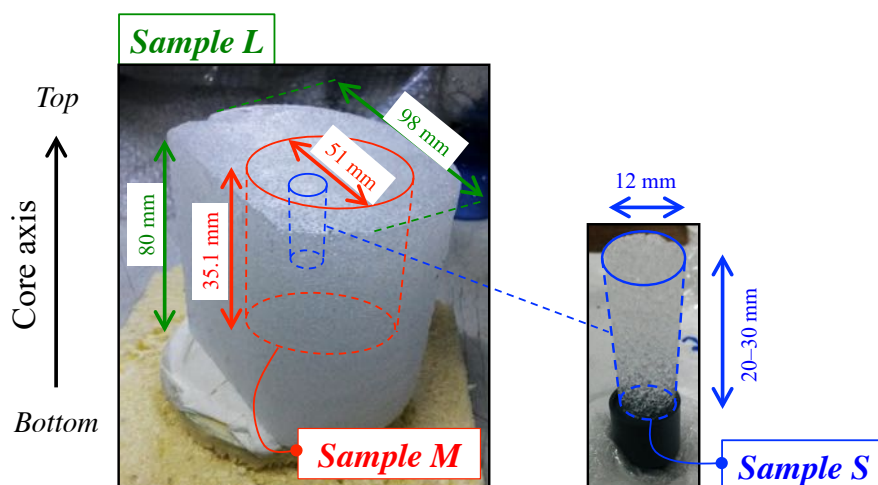 Sample L
Top
98 mm
51 mm
12 mm
80 mm
35.1 mm
Core axis
20–30 mm
Bottom
Sample M
Sample S